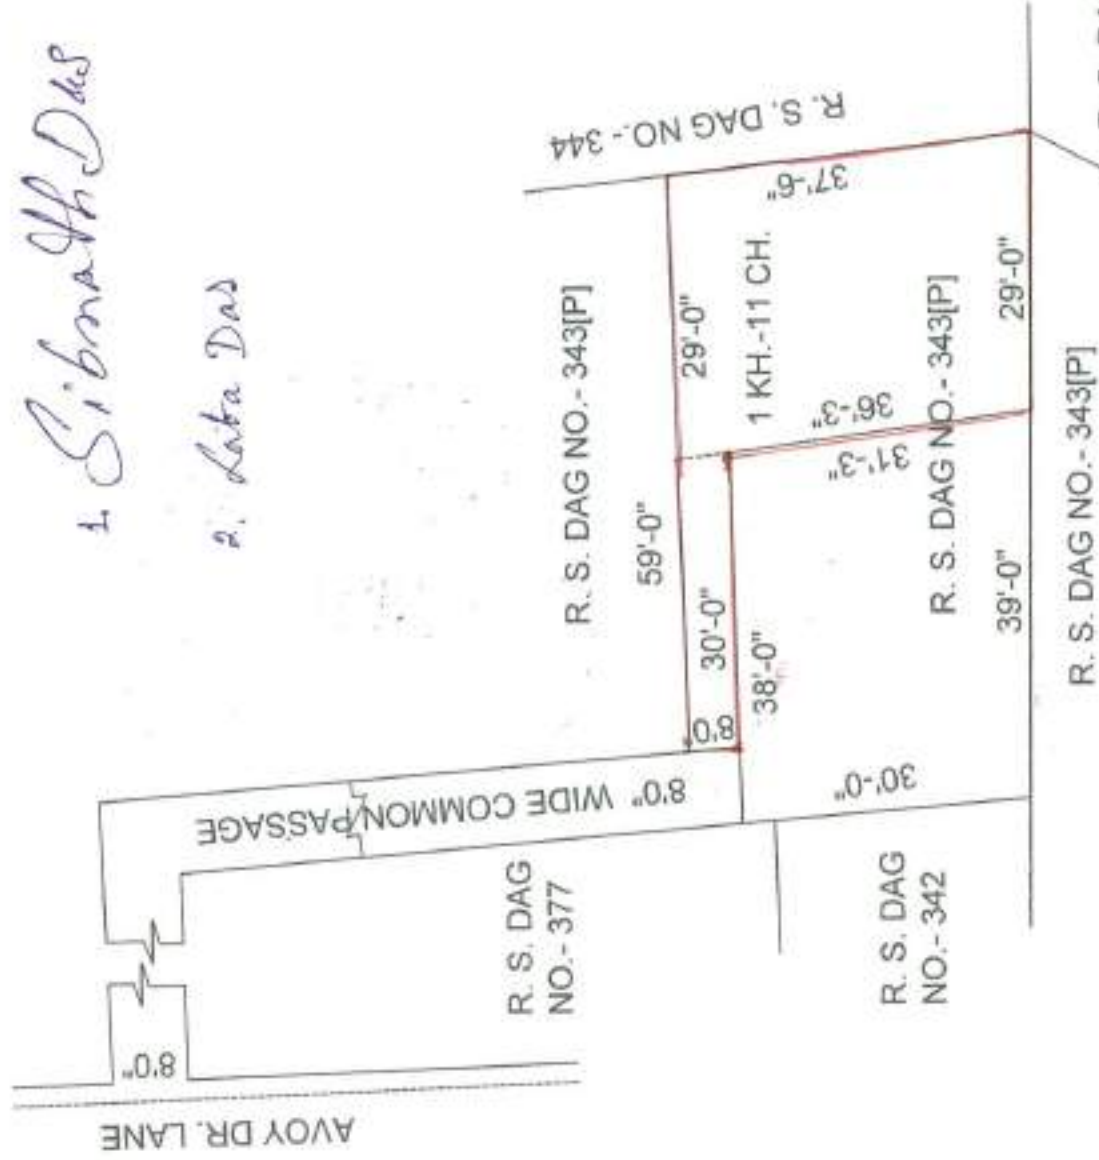 1. Sibnath Das
2. Lata Das
R. S. DAG NO.- 344
R. S. DAG NO.- 343[P]
37'-6"
59'-0"
29'-0"
1 KH.-11 CH.
8'0"
30'-0"
36'-3"
31'-3"
38'-0"
R. S. DAG NO.- 343[P]
29'-0"
39'-0"
30'-0"
8'0" WIDE COMMON PASSAGE
R. S. DAG NO.- 343[P]
R. S. DAG
NO.- 377
R. S. DAG
NO.- 342
8'0"
AVOY DR. LANE